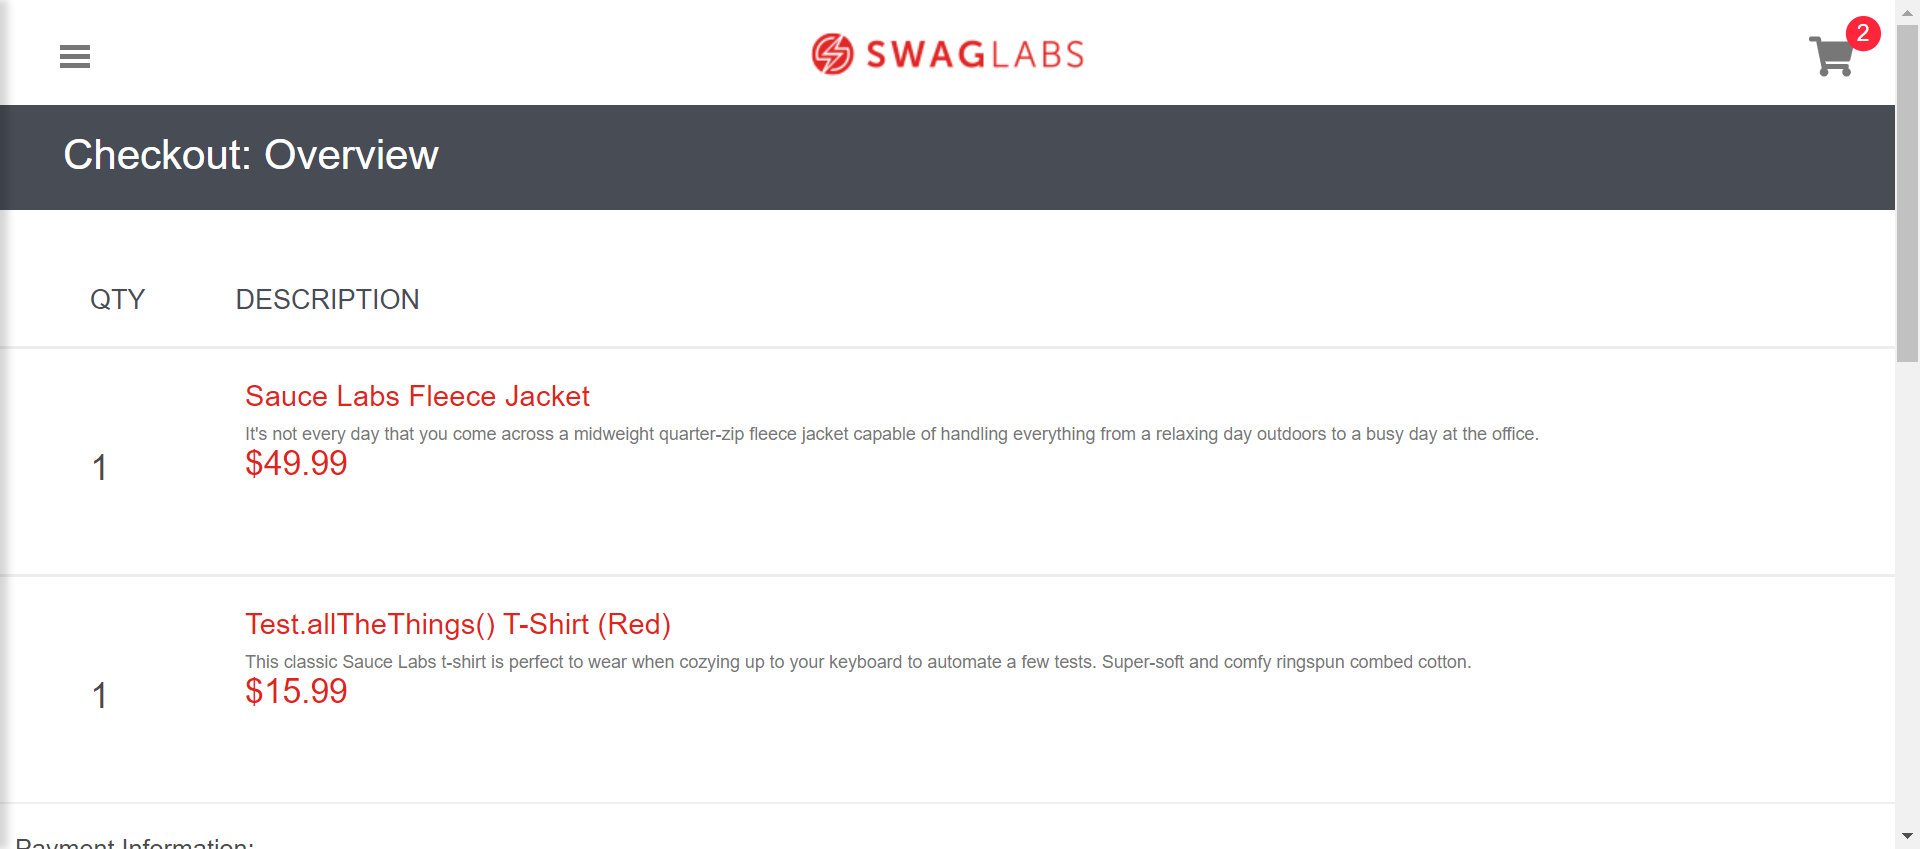 SWAGLABS
2
Checkout: Overview
QTY DESCRIPTION
Sauce Labs Fleece Jacket
It's not every day that you come across a midweight quarter-zip fleece jacket capable of handling everything from a relaxing day outdoors to a busy day at the office.
1 $49.99
Test.allTheThings() T-Shirt (Red)
This classic Sauce Labs t-shirt is perfect to wear when cozying up to your keyboard to automate a few tests. Super-soft and comfy ringspun combed cotton.
1 $15.99
Payment Information: